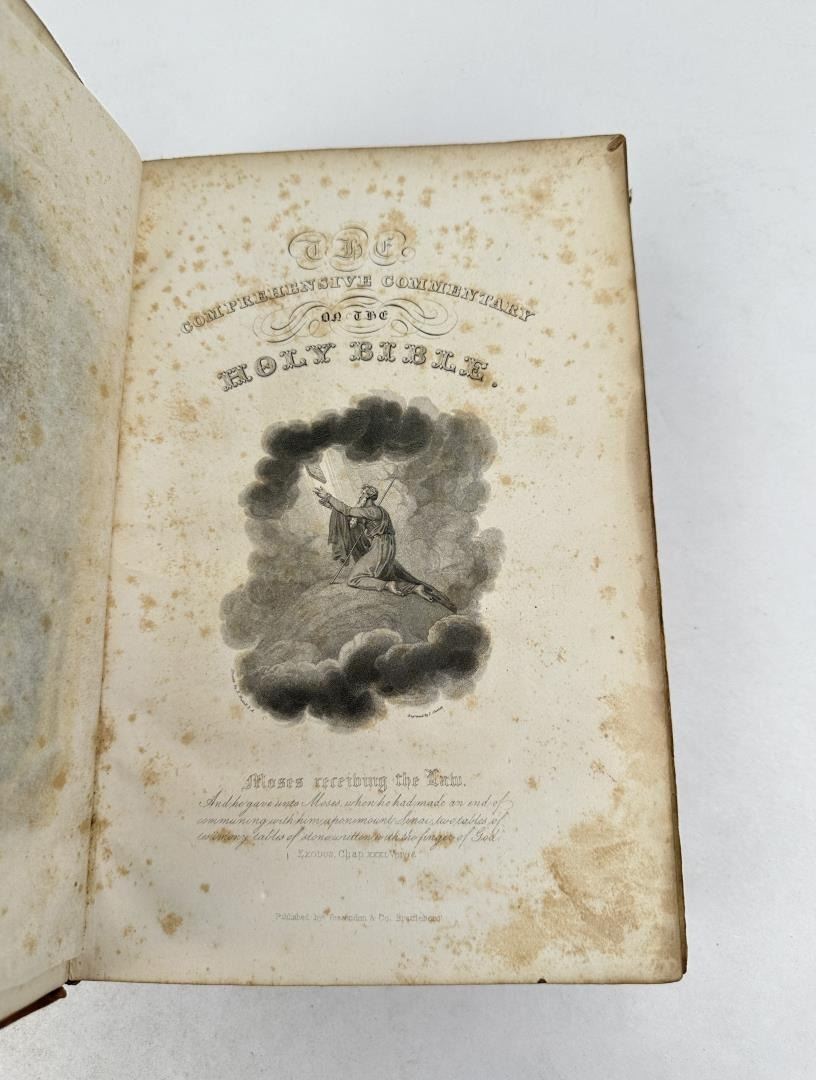 THE.
COMPREHENSIVE COMMENTARY
ON THE
HOLY BIBLE.
Engraved by
Moses receiving the Law.
And he gave unto Moses, when he had made an end of
communing with him, upon mount Sinai, two tables of
testimony, tables of stone, written with the finger of God.
EXODUS, Chap. XXXI. Verse
Published by Fessenden & Co. Brattleboro'